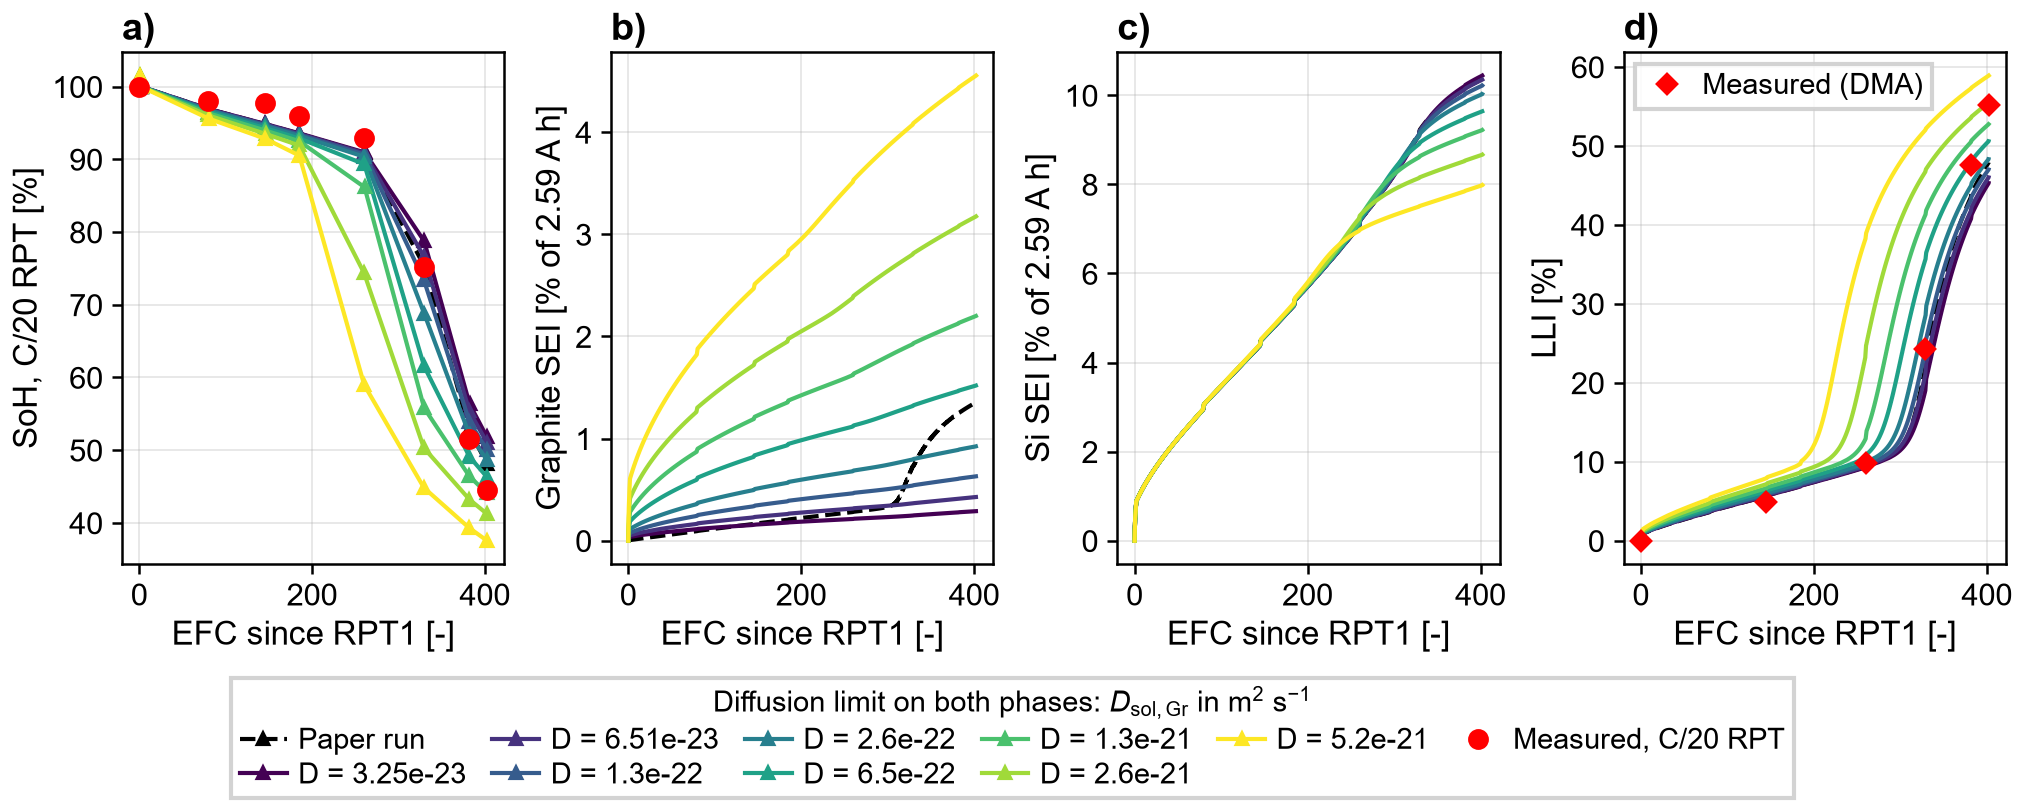 a)
b)
c)
d)
SoH, C/20 RPT [%]
100
90
80
70
60
50
40
0
200
400
EFC since RPT1 [-]
Graphite SEI [% of 2.59 A h]
4
3
2
1
0
0
200
400
EFC since RPT1 [-]
Si SEI [% of 2.59 A h]
10
8
6
4
2
0
0
200
400
EFC since RPT1 [-]
LLI [%]
60
50
40
30
20
10
0
Measured (DMA)
0
200
400
EFC since RPT1 [-]
Diffusion limit on both phases: D_sol, Gr in m² s⁻¹
Paper run
D = 3.25e-23
D = 6.51e-23
D = 1.3e-22
D = 2.6e-22
D = 6.5e-22
D = 1.3e-21
D = 2.6e-21
D = 5.2e-21
Measured, C/20 RPT